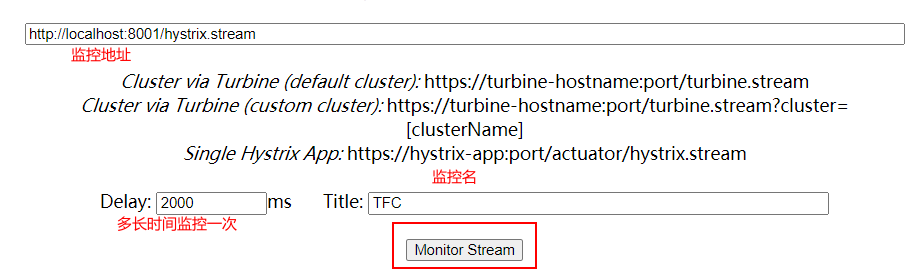 http://localhost:8001/hystrix.stream
监控地址
Cluster via Turbine (default cluster): https://turbine-hostname:port/turbine.stream
Cluster via Turbine (custom cluster): https://turbine-hostname:port/turbine.stream?cluster=
[clusterName]
Single Hystrix App: https://hystrix-app:port/actuator/hystrix.stream
监控名
Delay: 2000 ms Title: TFC
多长时间监控一次
Monitor Stream